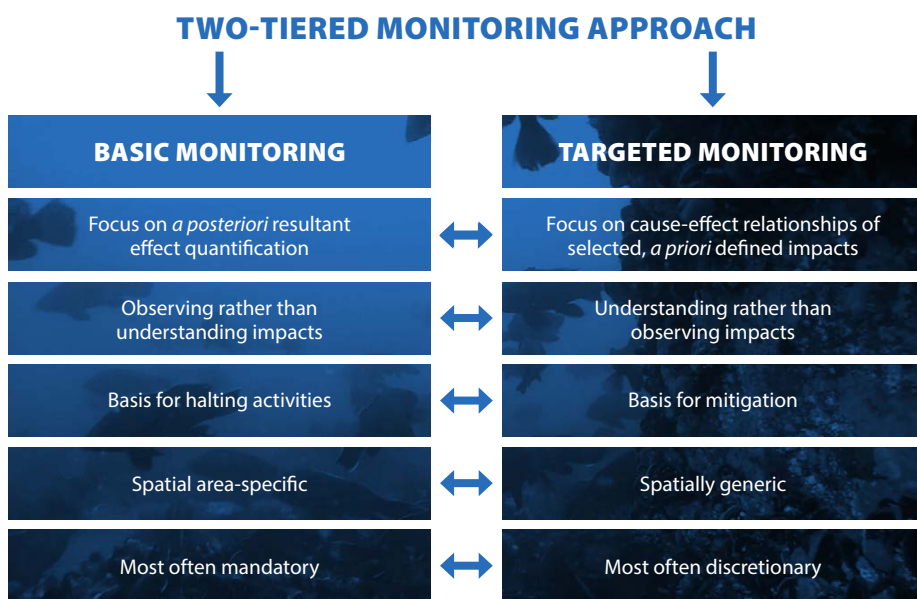 TWO-TIERED MONITORING APPROACH
BASIC MONITORING
TARGETED MONITORING
Focus on a posteriori resultant
effect quantification
Focus on cause-effect relationships of
selected, a priori defined impacts
Observing rather than
understanding impacts
Understanding rather than
observing impacts
Basis for halting activities
Basis for mitigation
Spatial area-specific
Spatially generic
Most often mandatory
Most often discretionary